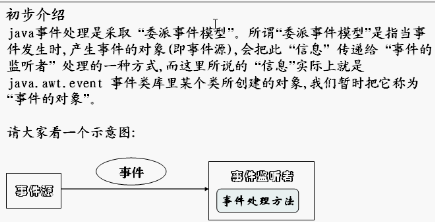 初步介绍
java事件处理是采取“委派事件模型”。所谓“委派事件模型”是指当事
件发生时,产生事件的对象(即事件源),会把此“信息”传递给“事件的
监听者”处理的一种方式,而这里所说的“信息”实际上就是
java.awt.event 事件类库里某个类所创建的对象,我们暂时把它称为
“事件的对象”。
请大家看一个示意图:
事件
事件源
事件监听者
事件处理方法